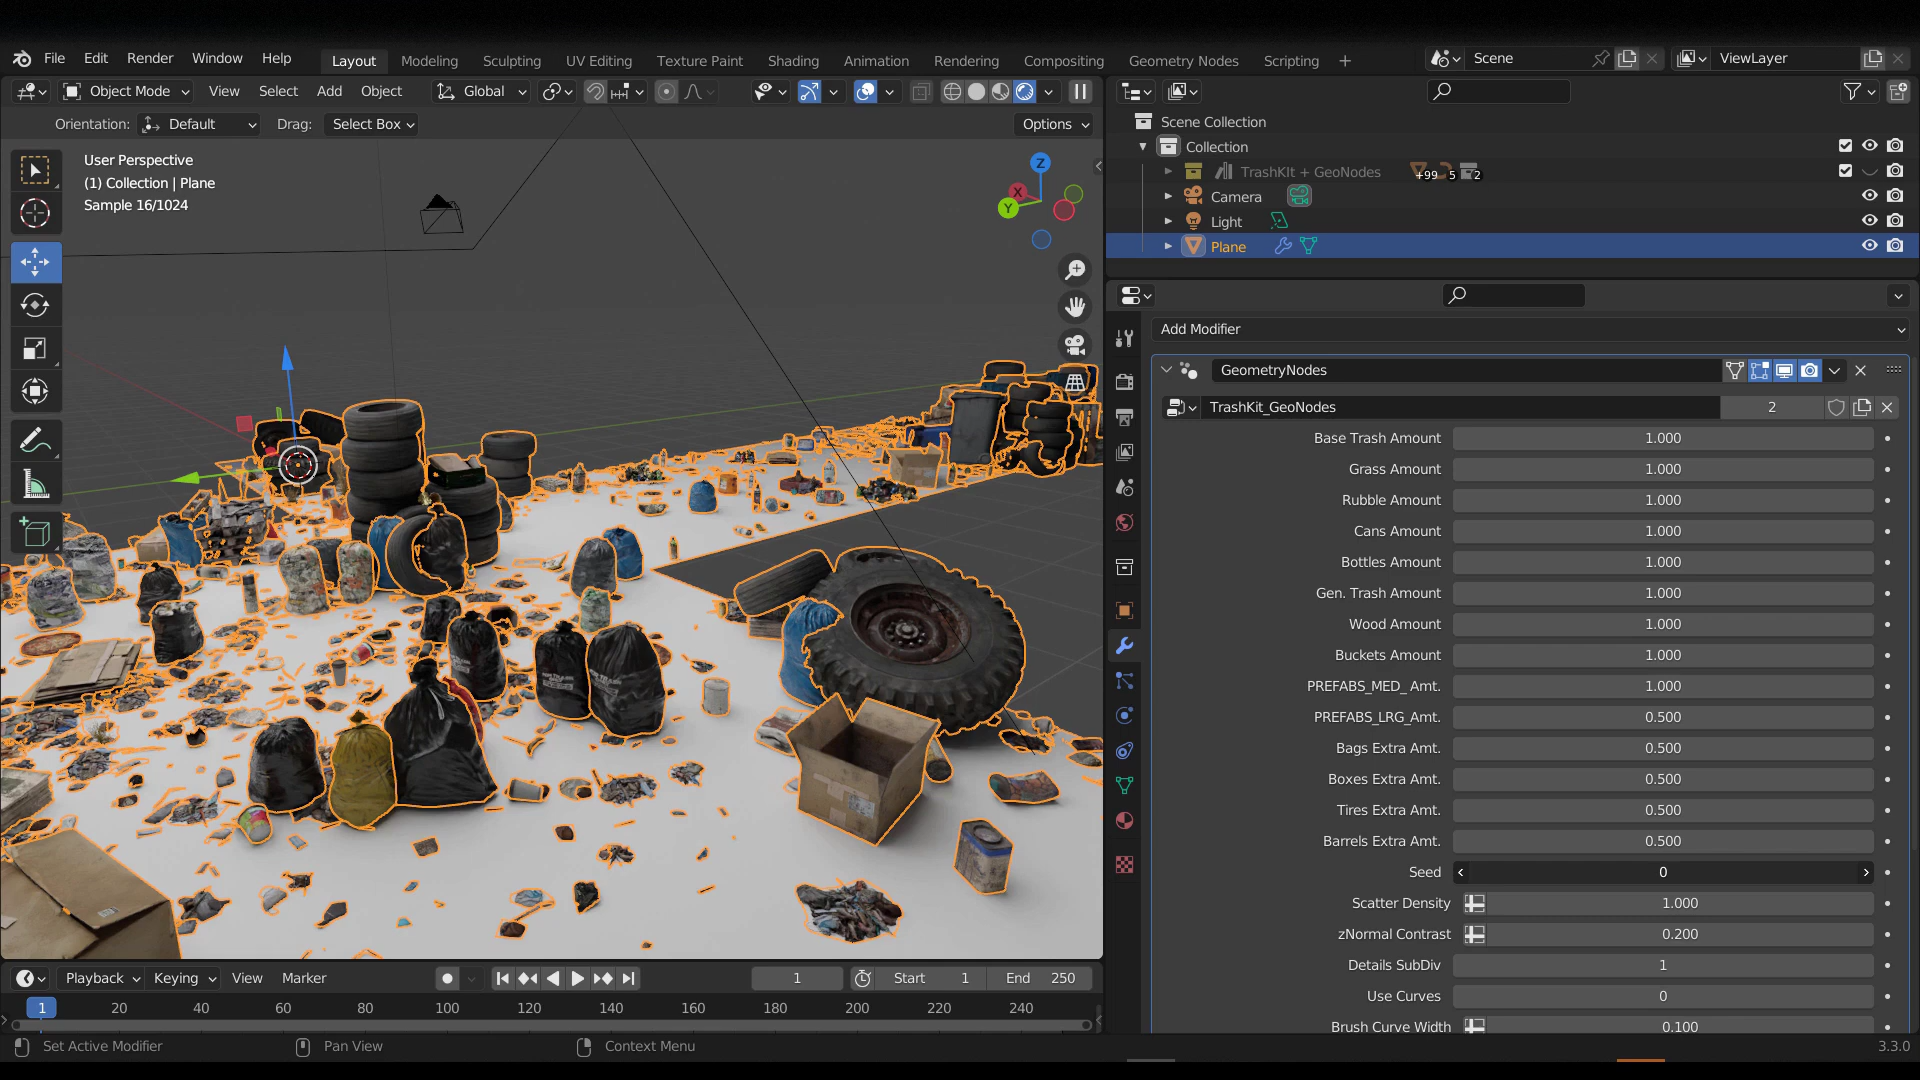 File Edit Render Window Help Layout Modeling Sculpting UV Editing Texture Paint Shading Animation Rendering Compositing Geometry Nodes Scripting + Scene ViewLayer
Object Mode View Select Add Object Global
Orientation: Default Drag: Select Box Options
User Perspective
(1) Collection | Plane
Sample 16/1024
Z
X
Y
Scene Collection
Collection
TrashKIt + GeoNodes +99 5 2
Camera
Light
Plane
Add Modifier
GeometryNodes
TrashKit_GeoNodes 2
Base Trash Amount 1.000
Grass Amount 1.000
Rubble Amount 1.000
Cans Amount 1.000
Bottles Amount 1.000
Gen. Trash Amount 1.000
Wood Amount 1.000
Buckets Amount 1.000
PREFABS_MED_ Amt. 1.000
PREFABS_LRG_Amt. 0.500
Bags Extra Amt. 0.500
Boxes Extra Amt. 0.500
Tires Extra Amt. 0.500
Barrels Extra Amt. 0.500
Seed 0
Scatter Density 1.000
zNormal Contrast 0.200
Details SubDiv 1
Use Curves 0
Brush Curve Width 0.100
Playback Keying View Marker 1 Start 1 End 250
1 20 40 60 80 100 120 140 160 180 200 220 240
Set Active Modifier Pan View Context Menu 3.3.0